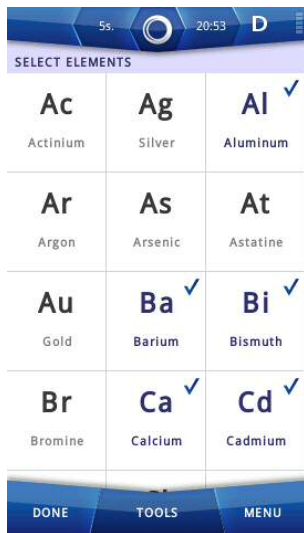 5s. 20:53 D
SELECT ELEMENTS
Ac Ag Al
Actinium Silver Aluminum
Ar As At
Argon Arsenic Astatine
Au Ba Bi
Gold Barium Bismuth
Br Ca Cd
Bromine Calcium Cadmium
DONE TOOLS MENU